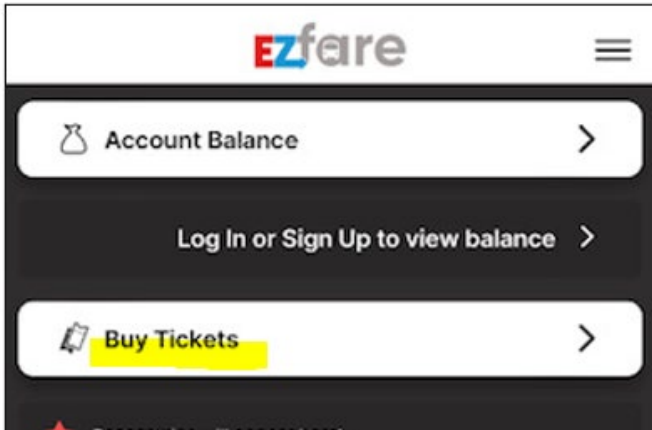 EZfare
Account Balance
Log In or Sign Up to view balance
Buy Tickets